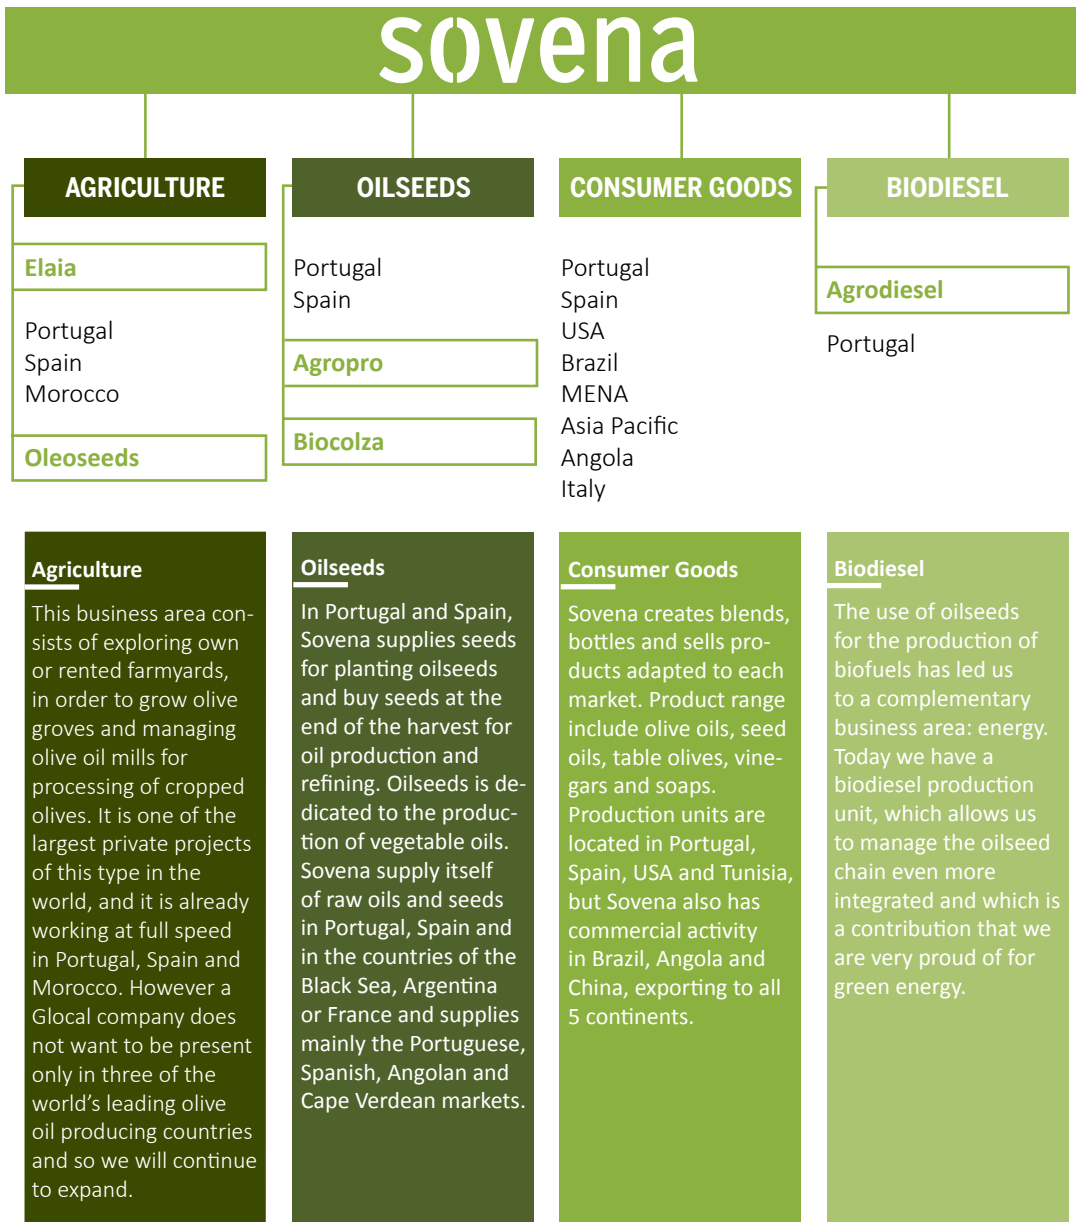 sovena
AGRICULTURE
OILSEEDS
CONSUMER GOODS
BIODIESEL
Elaia
Portugal
Spain
Morocco
Oleoseeds
Portugal
Spain
Agropro
Biocolza
Portugal
Spain
USA
Brazil
MENA
Asia Pacific
Angola
Italy
Agrodiesel
Portugal
Agriculture
This business area con-
sists of exploring own
or rented farmyards,
in order to grow olive
groves and managing
olive oil mills for
processing of cropped
olives. It is one of the
largest private projects
of this type in the
world, and it is already
working at full speed
in Portugal, Spain and
Morocco. However a
Glocal company does
not want to be present
only in three of the
world's leading olive
oil producing countries
and so we will continue
to expand.
Oilseeds
In Portugal and Spain,
Sovena supplies seeds
for planting oilseeds
and buy seeds at the
end of the harvest for
oil production and
refining. Oilseeds is de-
dicated to the produc-
tion of vegetable oils.
Sovena supply itself
of raw oils and seeds
in Portugal, Spain and
in the countries of the
Black Sea, Argentina
or France and supplies
mainly the Portuguese,
Spanish, Angolan and
Cape Verdean markets.
Consumer Goods
Sovena creates blends,
bottles and sells pro-
ducts adapted to each
market. Product range
include olive oils, seed
oils, table olives, vine-
gars and soaps.
Production units are
located in Portugal,
Spain, USA and Tunisia,
but Sovena also has
commercial activity
in Brazil, Angola and
China, exporting to all
5 continents.
Biodiesel
The use of oilseeds
for the production of
biofuels has led us
to a complementary
business area: energy.
Today we have a
biodiesel production
unit, which allows us
to manage the oilseed
chain even more
integrated and which is
a contribution that we
are very proud of for
green energy.